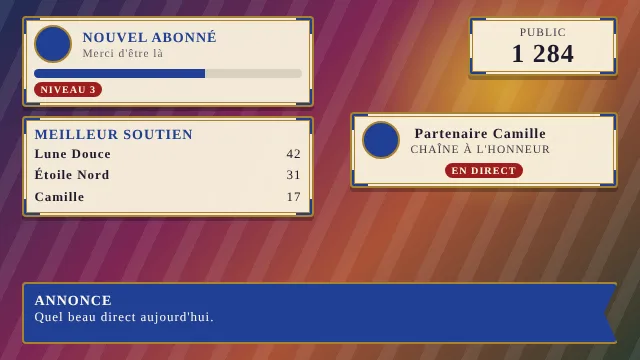 NOUVEL ABONNÉ
Merci d'être là
NIVEAU 3
MEILLEUR SOUTIEN
Lune Douce 42
Étoile Nord 31
Camille 17
PUBLIC
1 284
Partenaire Camille
CHAÎNE À L'HONNEUR
EN DIRECT
ANNONCE
Quel beau direct aujourd'hui.